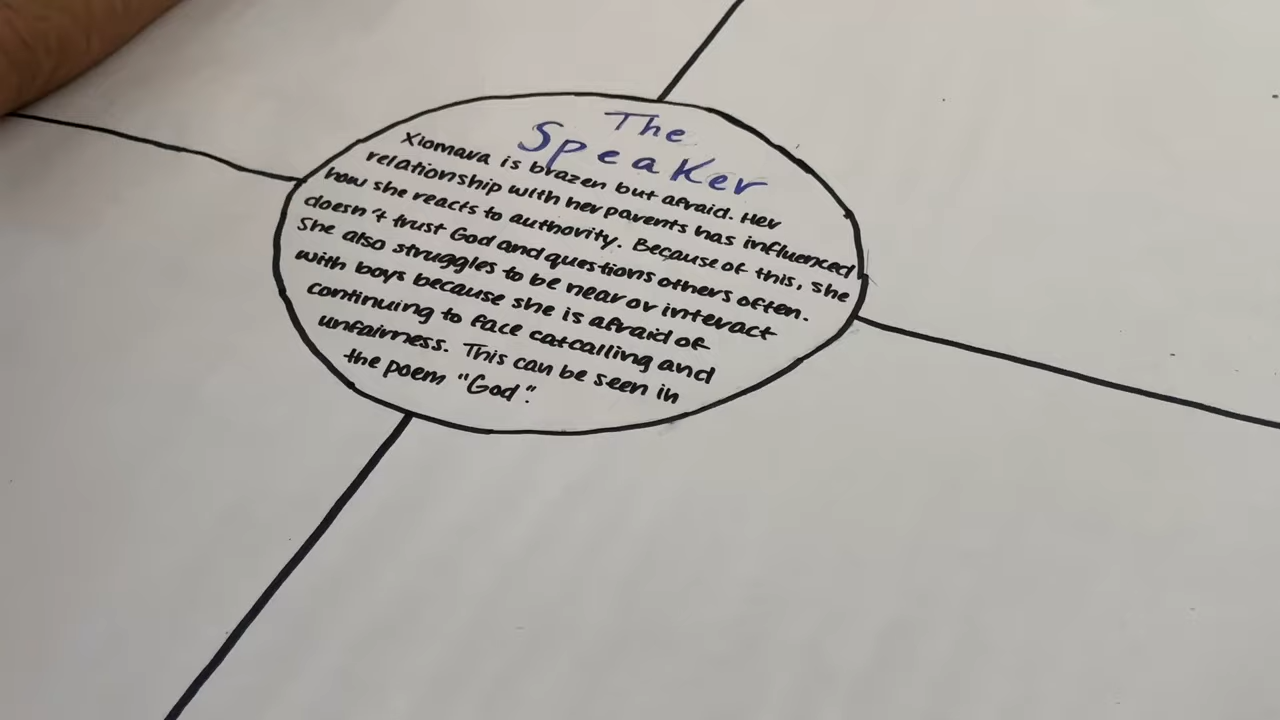 The
Speaker
Xiomara is brazen but afraid. Her
relationship with her parents has influenced
how she reacts to authority. Because of this, she
doesn't trust God and questions others often.
She also struggles to be near or interact
with boys because she is afraid of
continuing to face catcalling and
unfairness. This can be seen in
the poem "God".